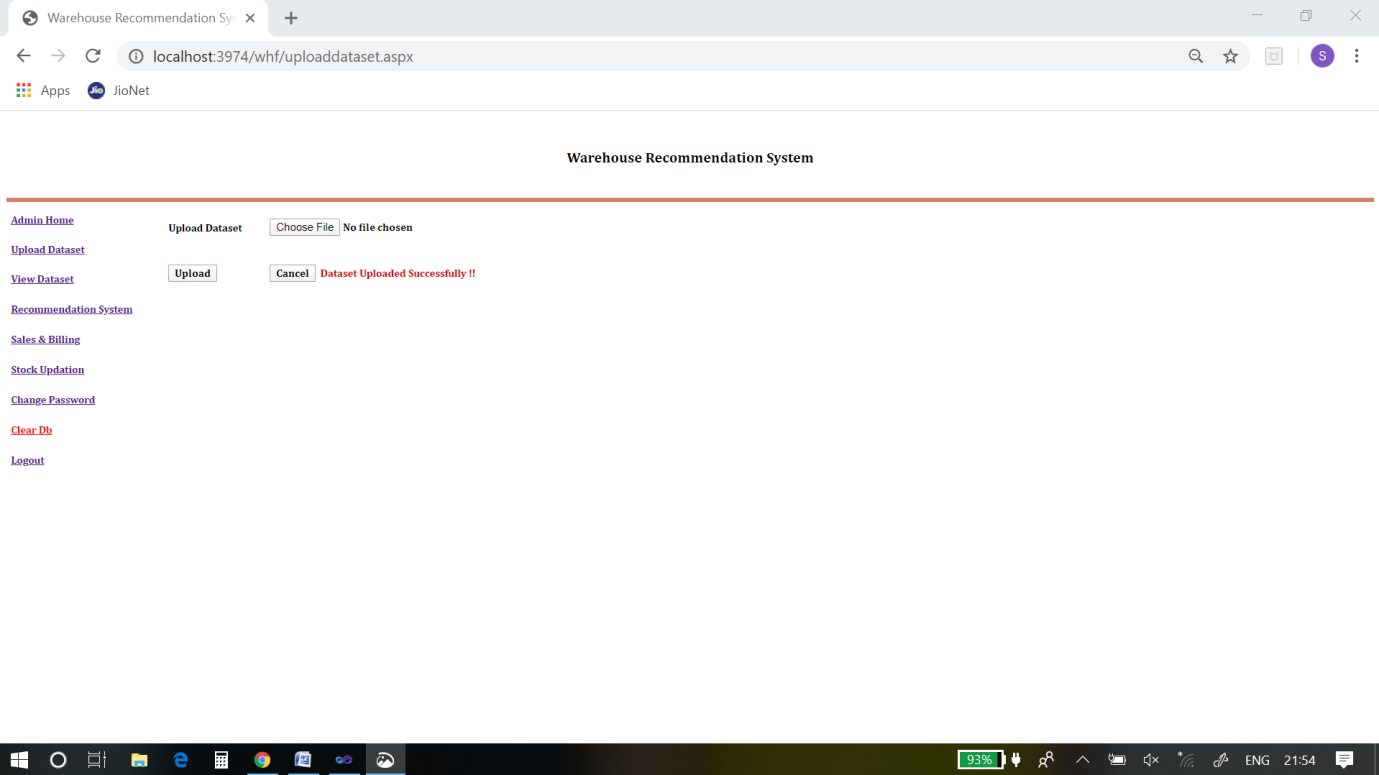 Warehouse Recommendation Sy
localhost:3974/whf/uploaddataset.aspx
S
Apps
Jio
JioNet
Warehouse Recommendation System
Admin Home
Upload Dataset
View Dataset
Recommendation System
Sales & Billing
Stock Updation
Change Password
Clear Db
Logout
Upload Dataset
Choose File No file chosen
Upload
Cancel Dataset Uploaded Successfully !!
93%
ENG
21:54